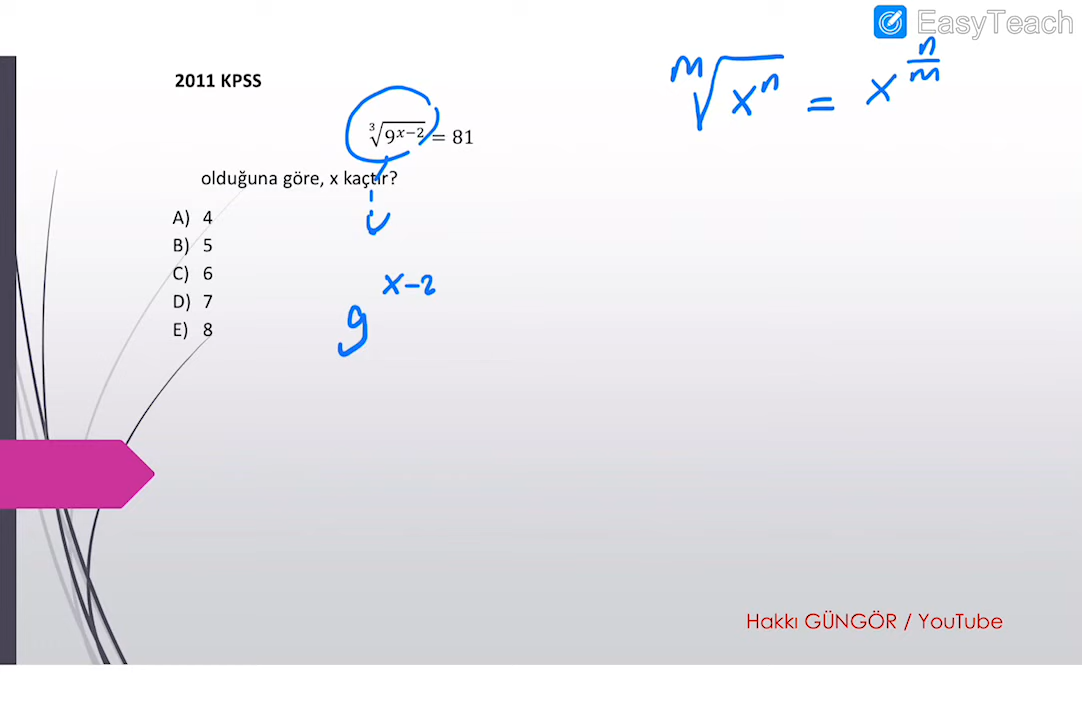 EasyTeach
2011 KPSS
∛(9^(x−2)) = 81
ᵐ√(x^n) = x^(n/m)
olduğuna göre, x kaçtır?
A) 4
B) 5
C) 6
D) 7
E) 8
9^(x−2)
Hakkı GÜNGÖR / YouTube